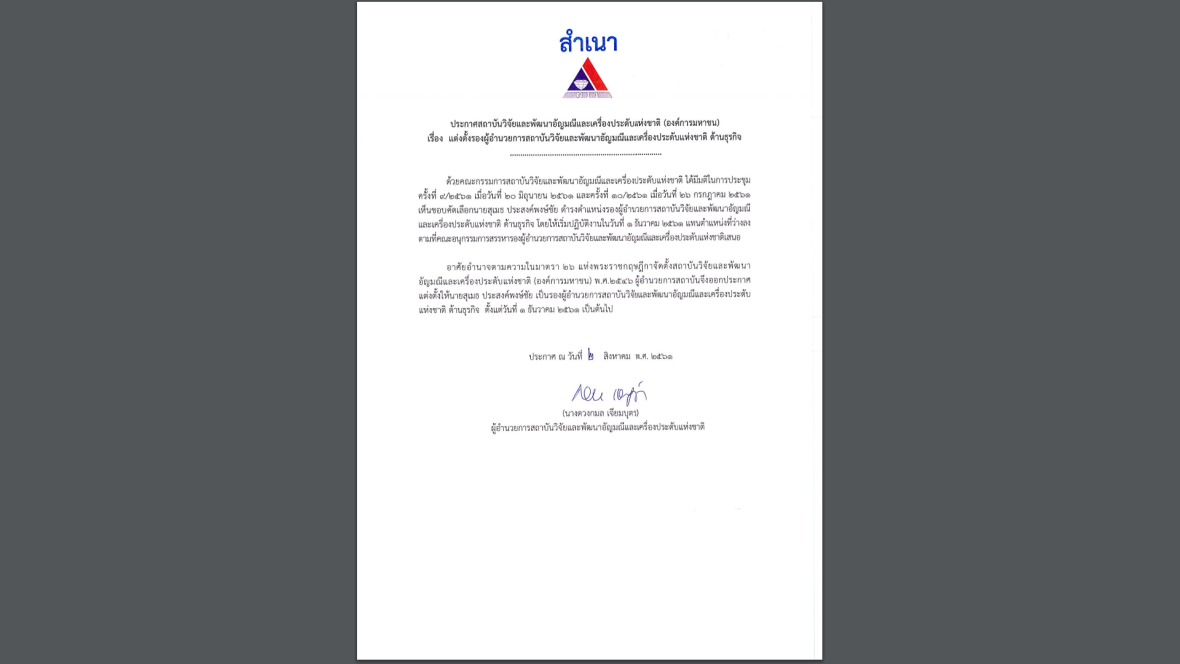 สำเนา
ประกาศสถาบันวิจัยและพัฒนาอัญมณีและเครื่องประดับแห่งชาติ (องค์การมหาชน)
เรื่อง แต่งตั้งรองผู้อำนวยการสถาบันวิจัยและพัฒนาอัญมณีและเครื่องประดับแห่งชาติ ด้านธุรกิจ
ด้วยคณะกรรมการสถาบันวิจัยและพัฒนาอัญมณีและเครื่องประดับแห่งชาติ ได้มีมติในการประชุม
ครั้งที่ ๙/๒๕๖๑ เมื่อวันที่ ๒๐ มิถุนายน ๒๕๖๑ และครั้งที่ ๑๐/๒๕๖๑ เมื่อวันที่ ๒๖ กรกฎาคม ๒๕๖๑
เห็นชอบคัดเลือกนายสุเมธ ประสงค์พงษ์ชัย ดำรงตำแหน่งรองผู้อำนวยการสถาบันวิจัยและพัฒนาอัญมณี
และเครื่องประดับแห่งชาติ ด้านธุรกิจ โดยให้เริ่มปฏิบัติงานในวันที่ ๑ ธันวาคม ๒๕๖๑ แทนตำแหน่งที่ว่างลง
ตามที่คณะอนุกรรมการสรรหารองผู้อำนวยการสถาบันวิจัยและพัฒนาอัญมณีและเครื่องประดับแห่งชาติเสนอ
อาศัยอำนาจตามความในมาตรา ๒๖ แห่งพระราชกฤษฎีกาจัดตั้งสถาบันวิจัยและพัฒนา
อัญมณีและเครื่องประดับแห่งชาติ (องค์การมหาชน) พ.ศ.๒๕๔๖ ผู้อำนวยการสถาบันจึงออกประกาศ
แต่งตั้งให้นายสุเมธ ประสงค์พงษ์ชัย เป็นรองผู้อำนวยการสถาบันวิจัยและพัฒนาอัญมณีและเครื่องประดับ
แห่งชาติ ด้านธุรกิจ ตั้งแต่วันที่ ๑ ธันวาคม ๒๕๖๑ เป็นต้นไป
ประกาศ ณ วันที่ ๒ สิงหาคม พ.ศ. ๒๕๖๑
(นางดวงกมล เจียมบุตร)
ผู้อำนวยการสถาบันวิจัยและพัฒนาอัญมณีและเครื่องประดับแห่งชาติ